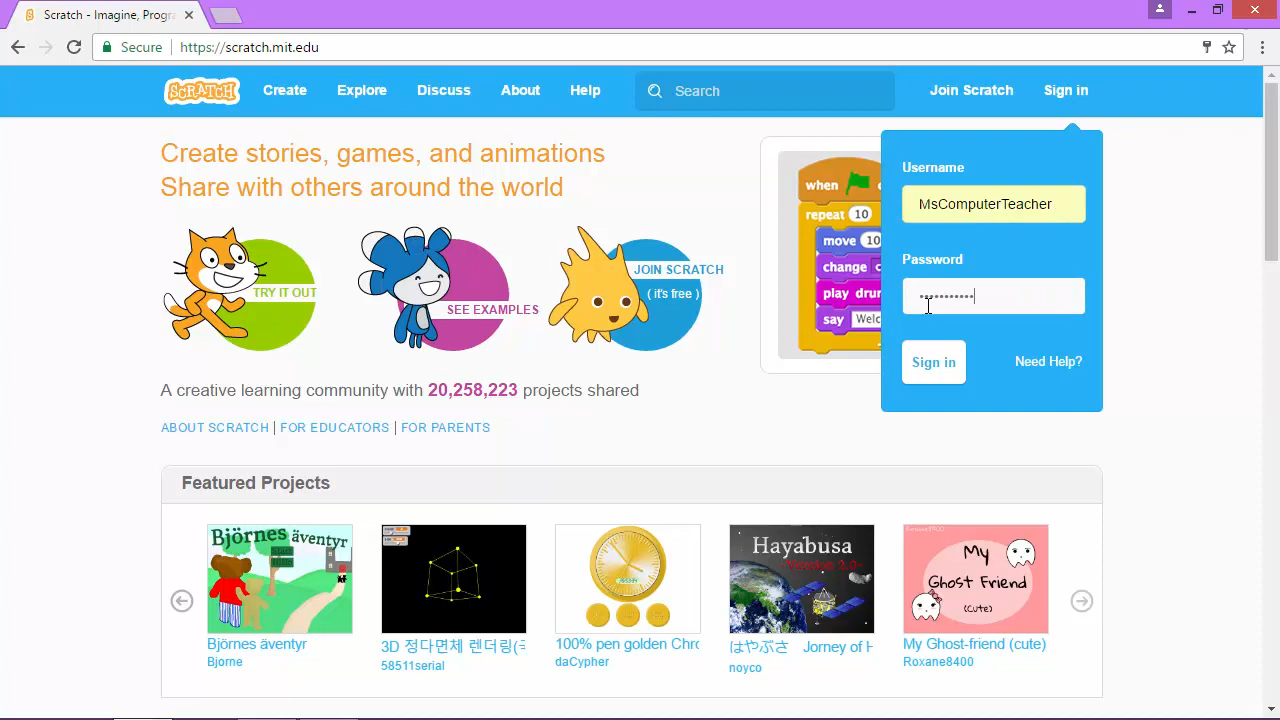 Scratch - Imagine, Progra
Secure
https://scratch.mit.edu
SCRATCH
Create
Explore
Discuss
About
Help
Search
Join Scratch
Sign in
Create stories, games, and animations
Share with others around the world
TRY IT OUT
SEE EXAMPLES
JOIN SCRATCH
( it's free )
when
repeat 10
move 10
change
play drum
say Welc
Username
MsComputerTeacher
Password
•••••••••••
Sign in
Need Help?
A creative learning community with 20,258,223 projects shared
ABOUT SCRATCH | FOR EDUCATORS | FOR PARENTS
Featured Projects
Björnes äventyr
Hayabusa
Version 2.0
My
Ghost Friend
(Cute)
Björnes äventyr
Bjorne
3D 정다면체 렌더링(
58511serial
100% pen golden Chr
daCypher
はやぶさ Jorney of H
noyco
My Ghost-friend (cute)
Roxane8400